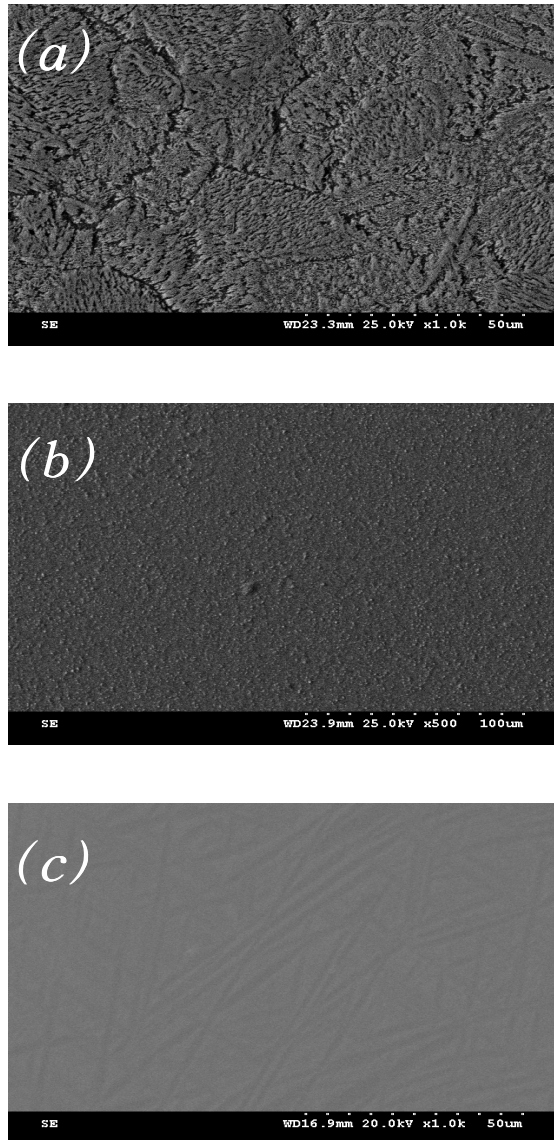 (a)
SE WD23.3mm 25.0kV x1.0k 50um
(b)
SE WD23.9mm 25.0kV x500 100um
(c)
SE WD16.9mm 20.0kV x1.0k 50um